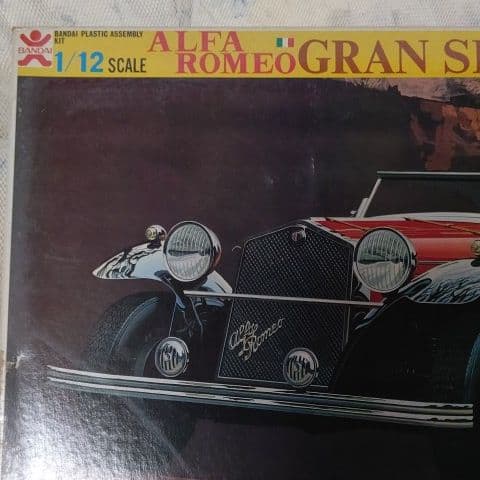 BANDAI
BANDAI PLASTIC ASSEMBLY
KIT
1/12 SCALE
ALFA
ROMEO
GRAN
Alfa
Romeo